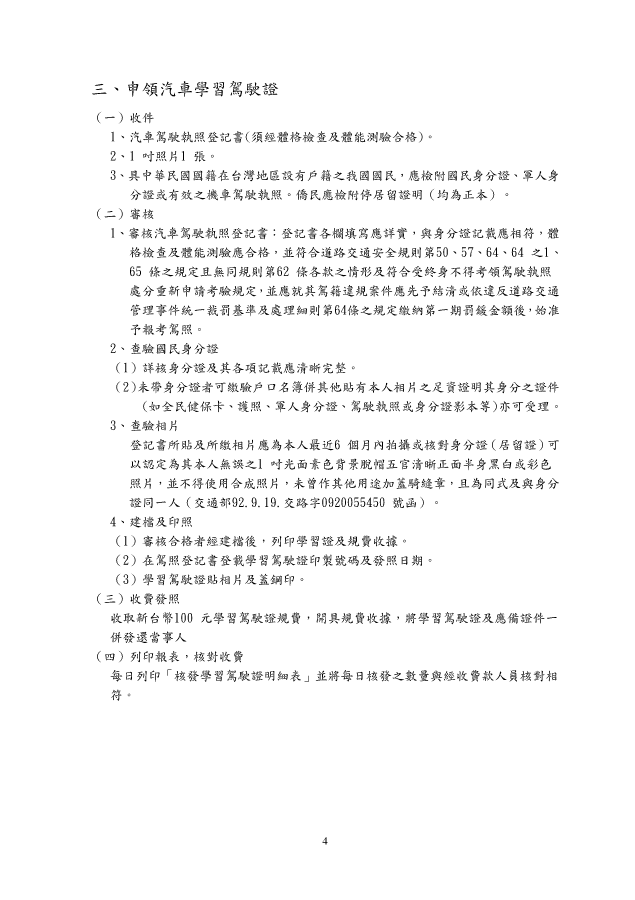 三、申領汽車學習駕駛證
（一）收件
1、汽車駕駛執照登記書(須經體格檢查及體能測驗合格)。
2、1 吋照片1 張。
3、具中華民國國籍在台灣地區設有戶籍之我國國民，應檢附國民身分證、軍人身
分證或有效之機車駕駛執照。僑民應檢附停居留證明（均為正本）。
（二）審核
1、審核汽車駕駛執照登記書：登記書各欄填寫應詳實，與身分證記載應相符，體
格檢查及體能測驗應合格，並符合道路交通安全規則第50、57、64、64 之1、
65 條之規定且無同規則第62 條各款之情形及符合受終身不得考領駕駛執照
處分重新申請考驗規定，並應就其駕籍違規案件應先予結清或依違反道路交通
管理事件統一裁罰基準及處理細則第64條之規定繳納第一期罰鍰金額後，始准
予報考駕照。
2、查驗國民身分證
（1）詳核身分證及其各項記載應清晰完整。
（2)未帶身分證者可繳驗戶口名簿併其他貼有本人相片之足資證明其身分之證件
（如全民健保卡、護照、軍人身分證、駕駛執照或身分證影本等)亦可受理。
3、查驗相片
登記書所貼及所繳相片應為本人最近6 個月內拍攝或核對身分證（居留證）可
以認定為其本人無誤之1 吋光面素色背景脫帽五官清晰正面半身黑白或彩色
照片，並不得使用合成照片，未曾作其他用途加蓋騎縫章，且為同式及與身分
證同一人（交通部92.9.19.交路字0920055450 號函）。
4、建檔及印照
（1）審核合格者經建檔後，列印學習證及規費收據。
（2）在駕照登記書登載學習駕駛證印製號碼及發照日期。
（3）學習駕駛證貼相片及蓋鋼印。
（三）收費發照
收取新台幣100 元學習駕駛證規費，開具規費收據，將學習駕駛證及應備證件一
併發還當事人
（四）列印報表，核對收費
每日列印「核發學習駕駛證明細表」並將每日核發之數量與經收費款人員核對相
符。
4